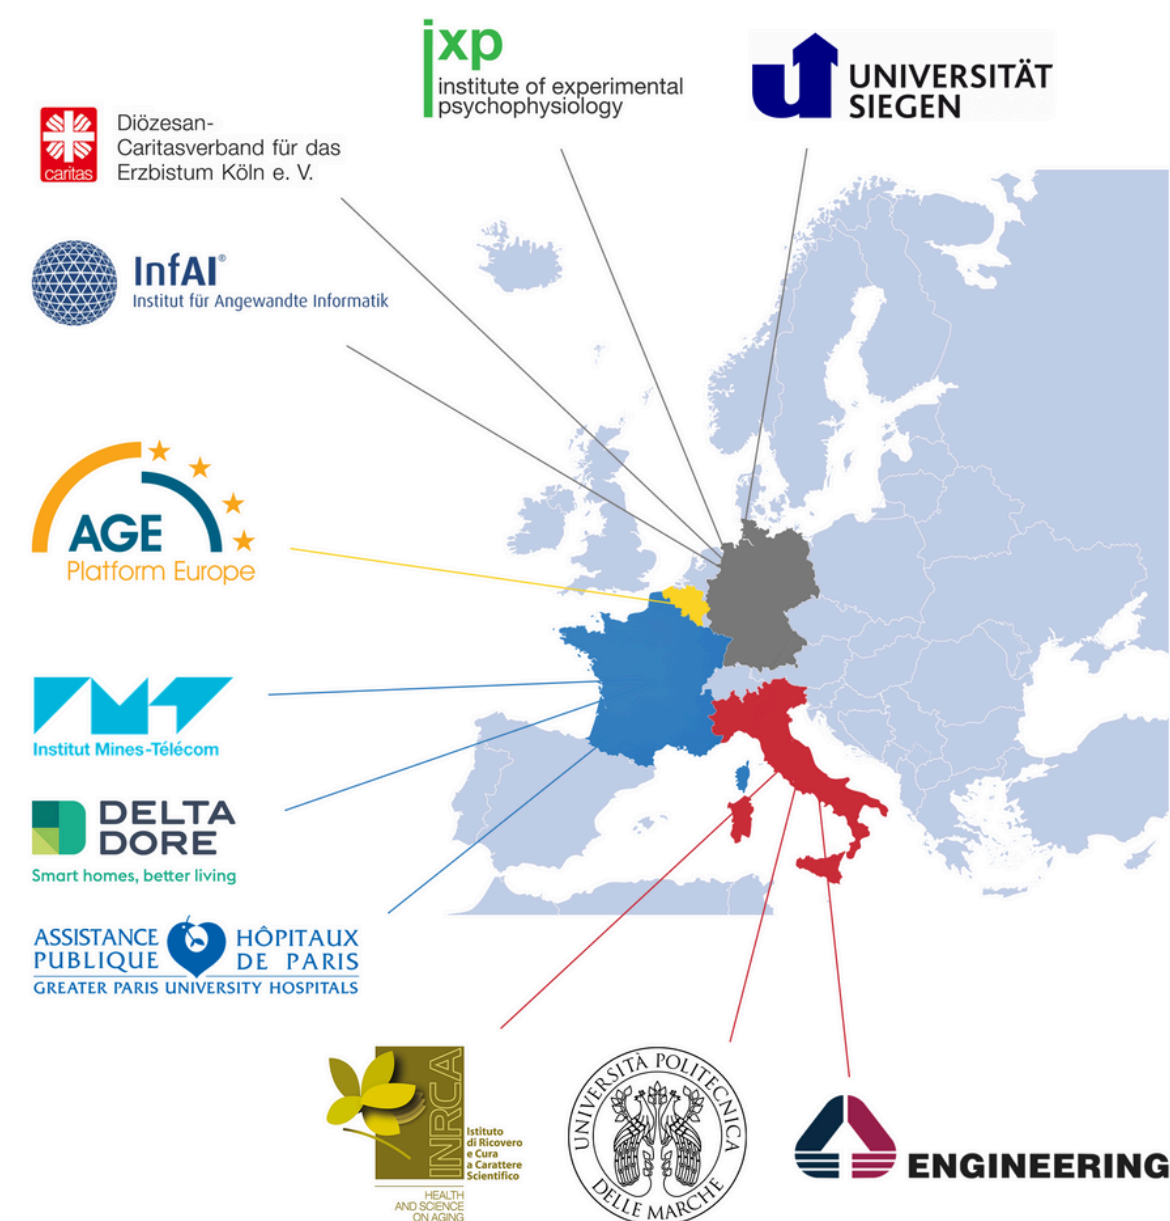 ixp
institute of experimental
psychophysiology
UNIVERSITÄT
SIEGEN
Diözesan-
Caritasverband für das
Erzbistum Köln e. V.
caritas
InfAI®
Institut für Angewandte Informatik
AGE
Platform Europe
Institut Mines-Télécom
DELTA
DORE
Smart homes, better living
ASSISTANCE HÔPITAUX
PUBLIQUE DE PARIS
GREATER PARIS UNIVERSITY HOSPITALS
INRCA
Istituto
di Ricovero
e Cura
a Carattere
Scientifico
HEALTH
AND SCIENCE
ON AGING
UNIVERSITÀ POLITECNICA
DELLE MARCHE
ENGINEERING